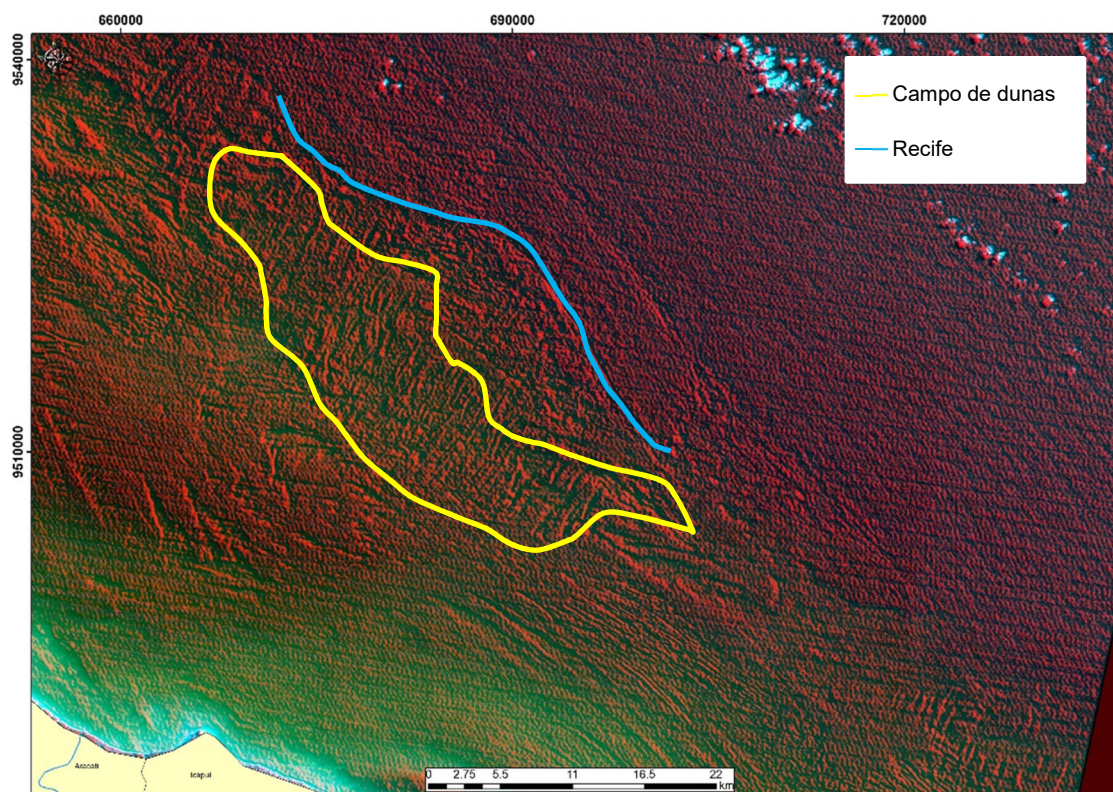 660000
690000
720000
9540000
Campo de dunas
Recife
9510000
Aracati
Icapuí
0 2.75 5.5 11 16.5 22
km